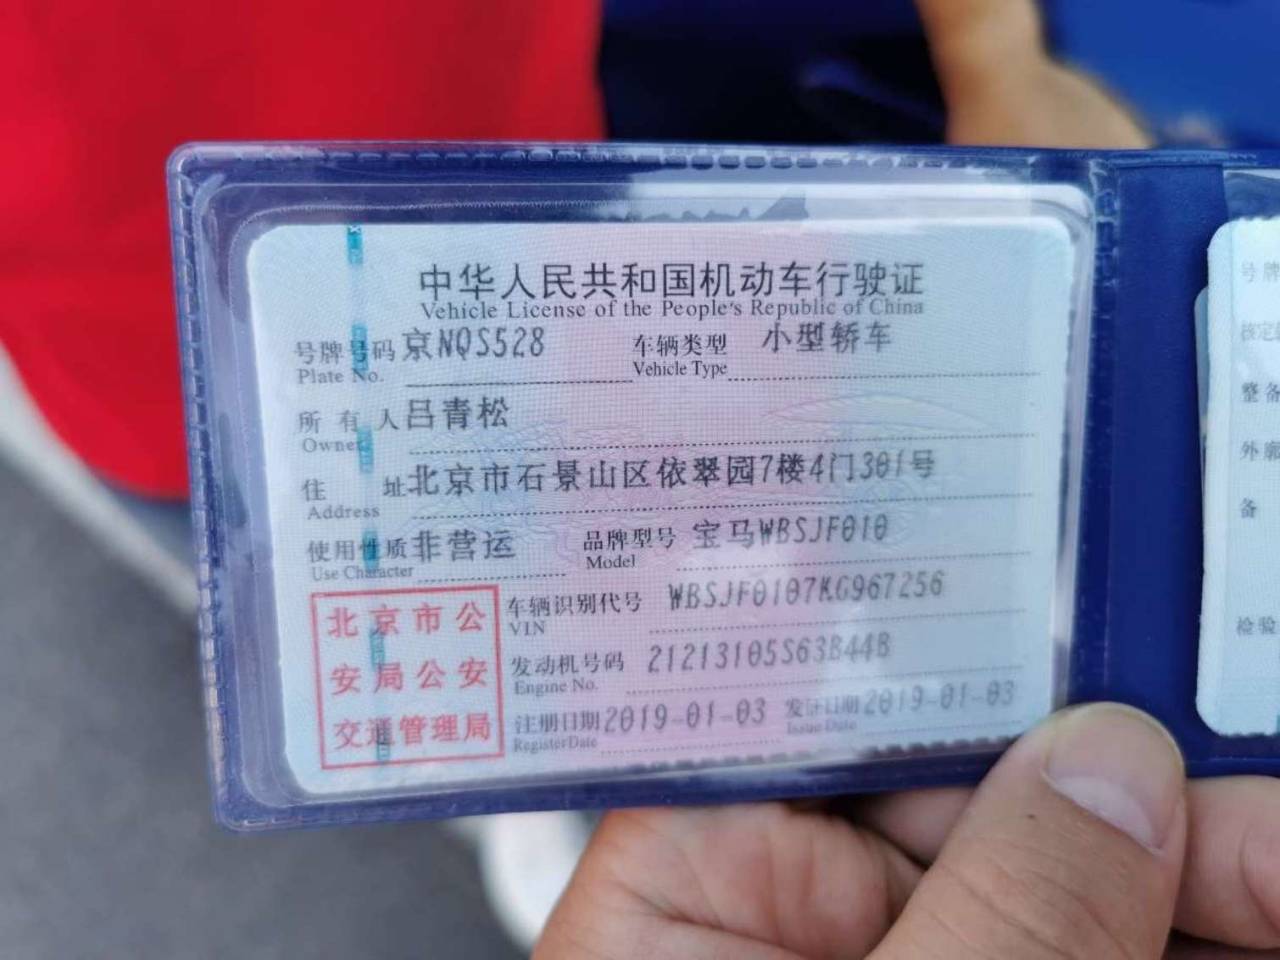 中华人民共和国机动车行驶证
Vehicle License of the People's Republic of China
号牌号码 京NQS528 车辆类型 小型轿车
Plate No. Vehicle Type
所有人 吕青松
Owner
住址 北京市石景山区依翠园7楼4门301号
Address
使用性质 非营运 品牌型号 宝马WBSJF010
Use Character Model
车辆识别代号 WBSJF0107KG967256
VIN
发动机号码 21213105S63B44B
Engine No.
注册日期 2019-01-03 发证日期 2019-01-03
Register Date Issue Date
北京市公
安局公安
交通管理局
号牌
核定
整备
外廓
备
检验